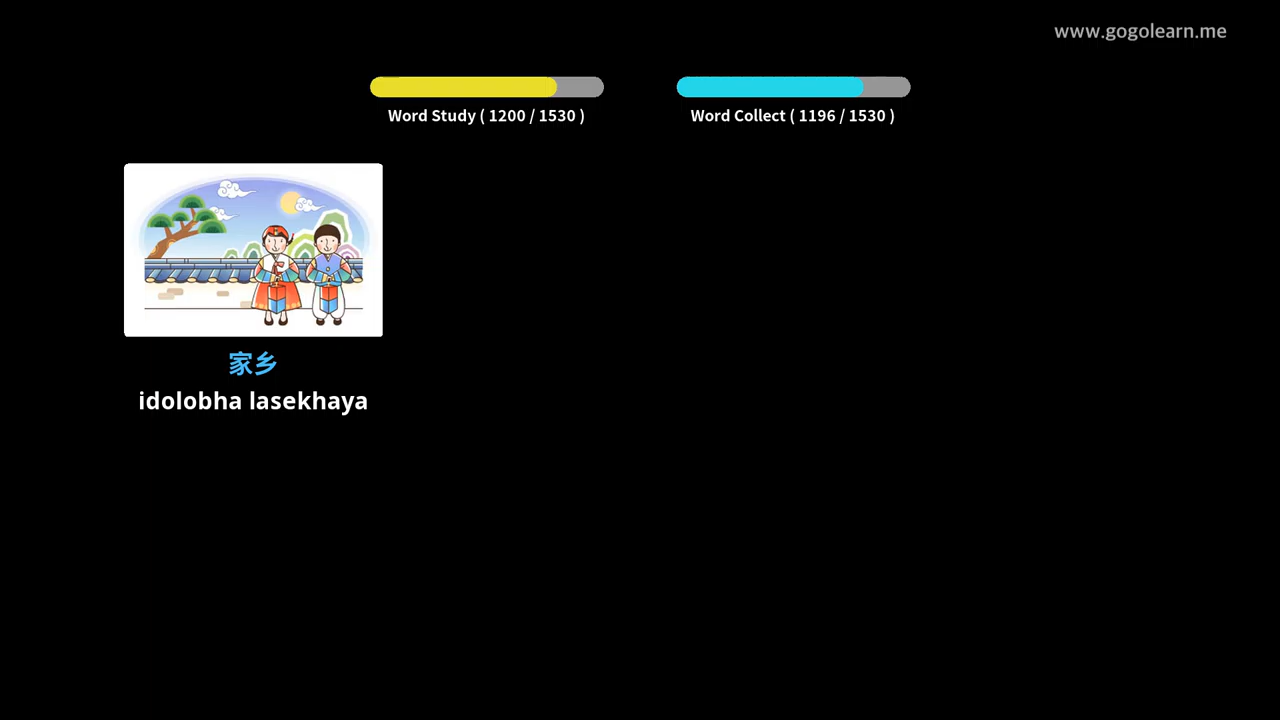 www.gogolearn.me
Word Study ( 1200 / 1530 )
Word Collect ( 1196 / 1530 )
家乡
idolobha lasekhaya